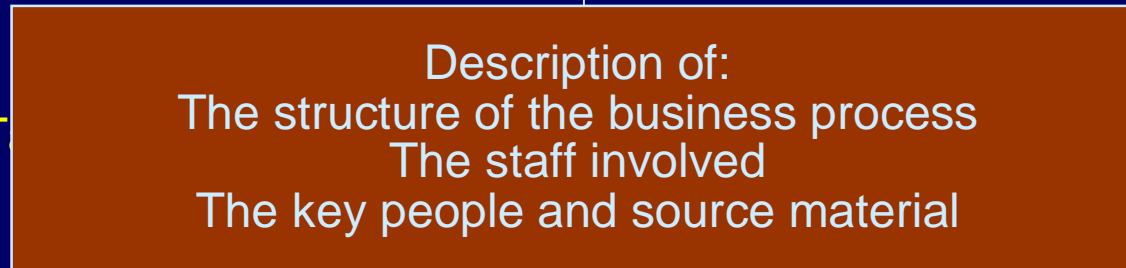 Description of:
The structure of the business process
The staff involved
The key people and source material